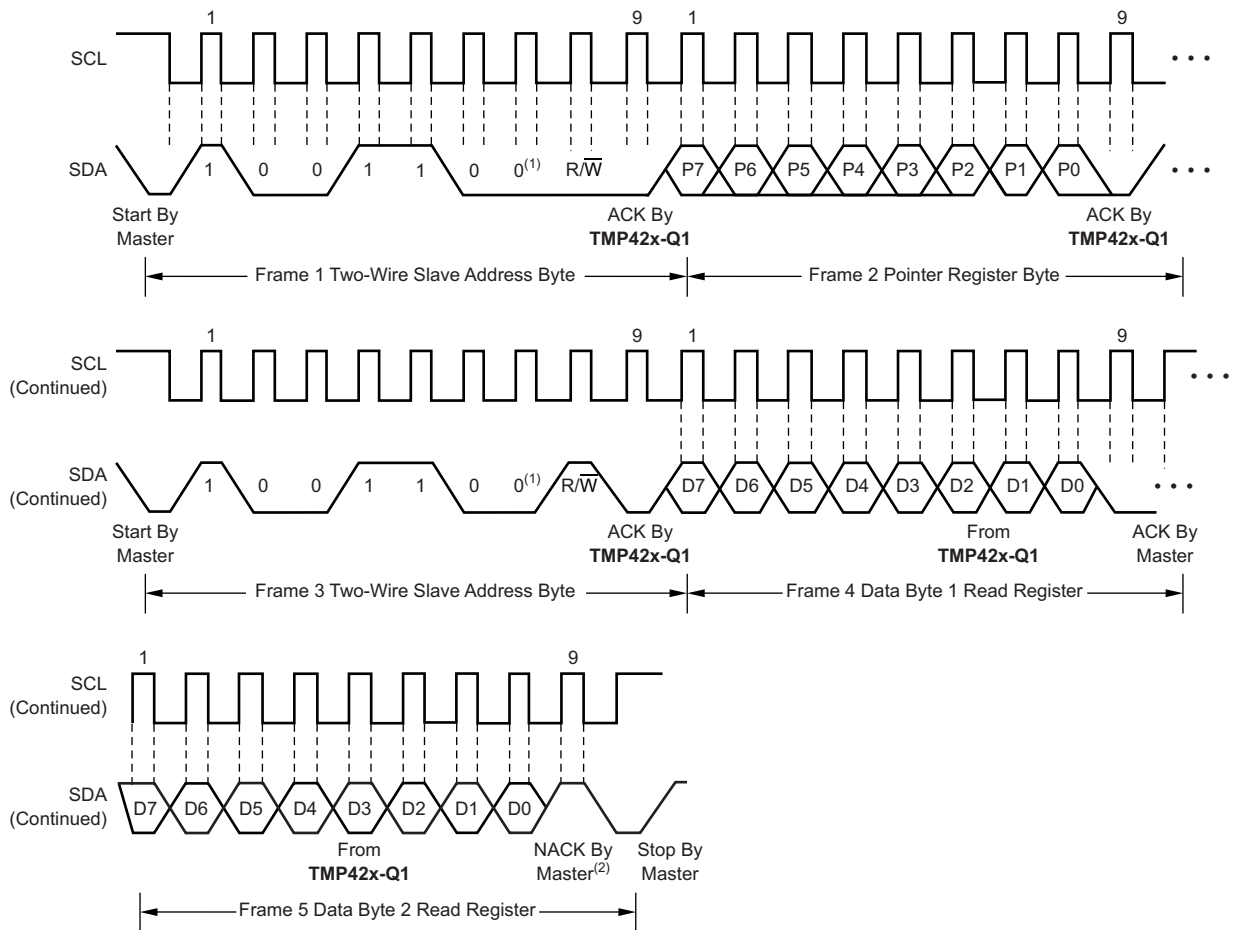 1 9 1 9
SCL
SDA
1 0 0 1 1 0 0(1) R/W̅ P7 P6 P5 P4 P3 P2 P1 P0
Start By
Master
ACK By
TMP42x-Q1
ACK By
TMP42x-Q1
Frame 1 Two-Wire Slave Address Byte
Frame 2 Pointer Register Byte
1 9 1 9
SCL
(Continued)
SDA
(Continued)
1 0 0 1 1 0 0(1) R/W̅ D7 D6 D5 D4 D3 D2 D1 D0
Start By
Master
ACK By
TMP42x-Q1
From
TMP42x-Q1
ACK By
Master
Frame 3 Two-Wire Slave Address Byte
Frame 4 Data Byte 1 Read Register
1 9
SCL
(Continued)
SDA
(Continued)
D7 D6 D5 D4 D3 D2 D1 D0
From
TMP42x-Q1
NACK By
Master(2)
Stop By
Master
Frame 5 Data Byte 2 Read Register